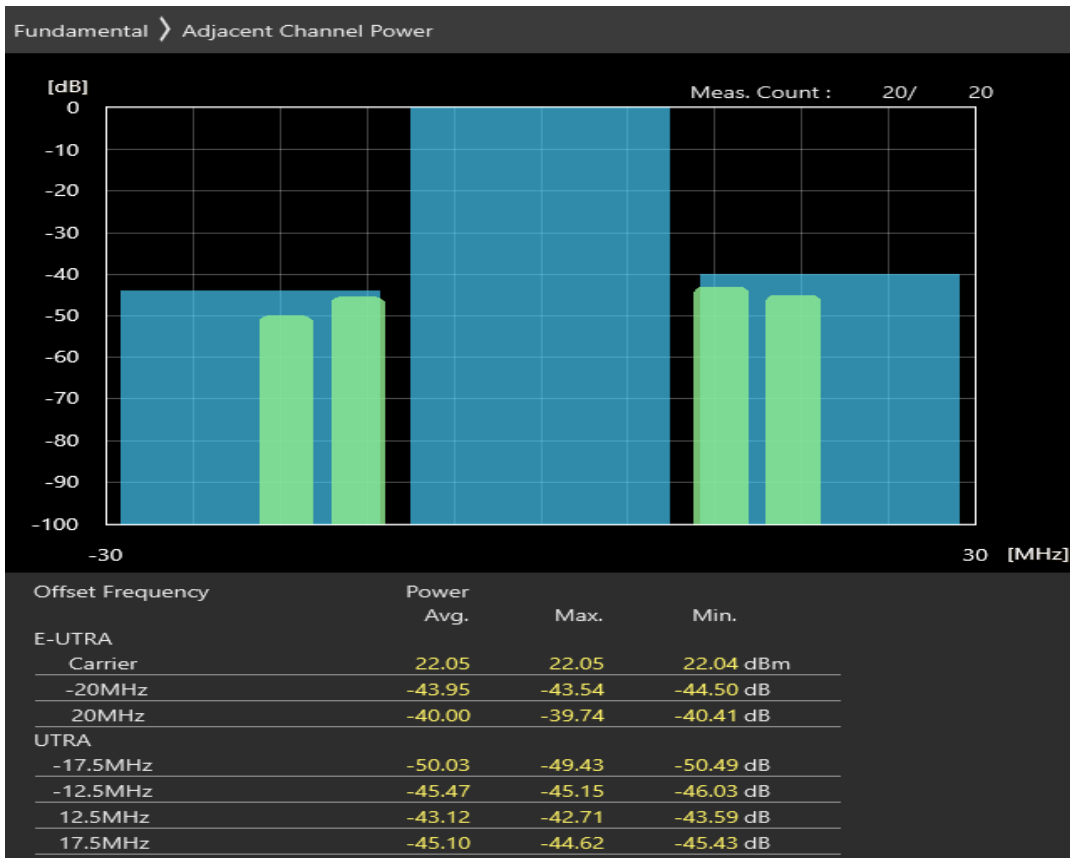 Fundamental 〉 Adjacent Channel Power
[dB]
Meas. Count : 20/ 20
0
-10
-20
-30
-40
-50
-60
-70
-80
-90
-100
-30 30 [MHz]
Offset Frequency Power
Avg. Max. Min.
E-UTRA
Carrier 22.05 22.05 22.04 dBm
-20MHz -43.95 -43.54 -44.50 dB
20MHz -40.00 -39.74 -40.41 dB
UTRA
-17.5MHz -50.03 -49.43 -50.49 dB
-12.5MHz -45.47 -45.15 -46.03 dB
12.5MHz -43.12 -42.71 -43.59 dB
17.5MHz -45.10 -44.62 -45.43 dB